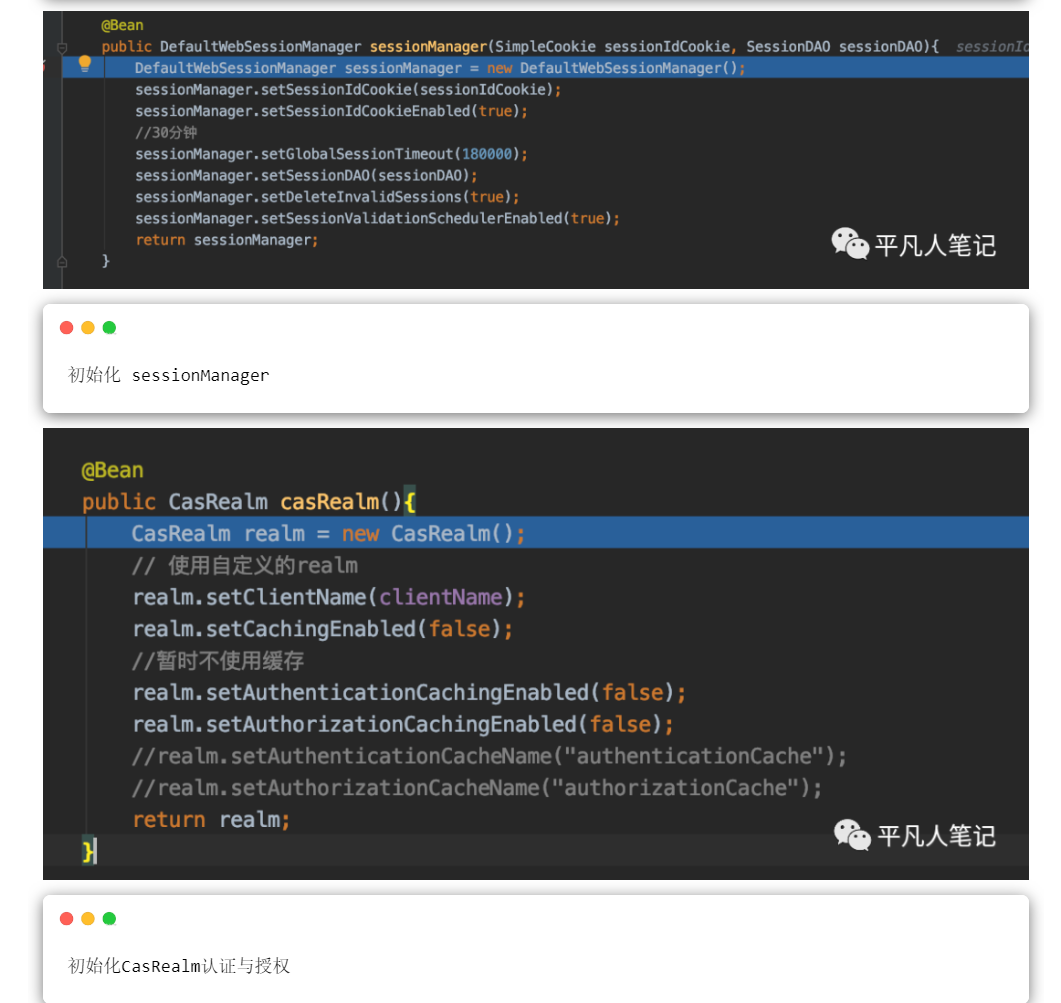 @Bean
public DefaultWebSessionManager sessionManager(SimpleCookie sessionIdCookie, SessionDAO sessionDAO){ sessionId
DefaultWebSessionManager sessionManager = new DefaultWebSessionManager();
sessionManager.setSessionIdCookie(sessionIdCookie);
sessionManager.setSessionIdCookieEnabled(true);
//30分钟
sessionManager.setGlobalSessionTimeout(180000);
sessionManager.setSessionDAO(sessionDAO);
sessionManager.setDeleteInvalidSessions(true);
sessionManager.setSessionValidationSchedulerEnabled(true);
return sessionManager;
}
平凡人笔记
初始化 sessionManager
@Bean
public CasRealm casRealm(){
CasRealm realm = new CasRealm();
// 使用自定义的realm
realm.setClientName(clientName);
realm.setCachingEnabled(false);
//暂时不使用缓存
realm.setAuthenticationCachingEnabled(false);
realm.setAuthorizationCachingEnabled(false);
//realm.setAuthenticationCacheName("authenticationCache");
//realm.setAuthorizationCacheName("authorizationCache");
return realm;
}
平凡人笔记
初始化CasRealm认证与授权